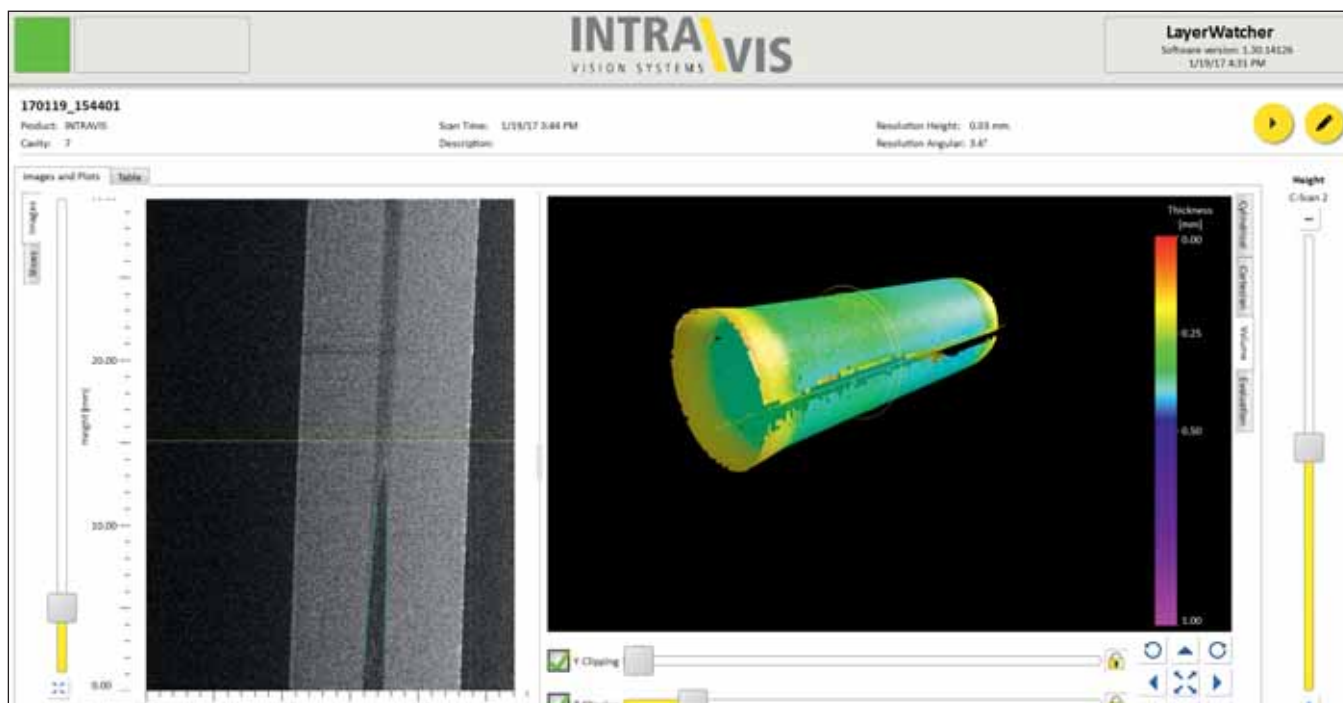 INTRAVIS
VISION SYSTEMS
LayerWatcher
Software version: 1.30.14126
1/19/17 4:31 PM
170119_154401
Product: INTRAVIS
Cavity: 7
Scan Time: 1/19/17 3:44 PM
Description:
Resolution Height: 0.03 mm
Resolution Angular: 3.6°
Images and Plots
Table
Images
Height [mm]
20.00
10.00
0.00
Thickness
[mm]
0.00
0.25
0.50
1.00
Cylindrical
Cartesian
Volume
Evaluation
Height
C-Scan 2
Y Clipping